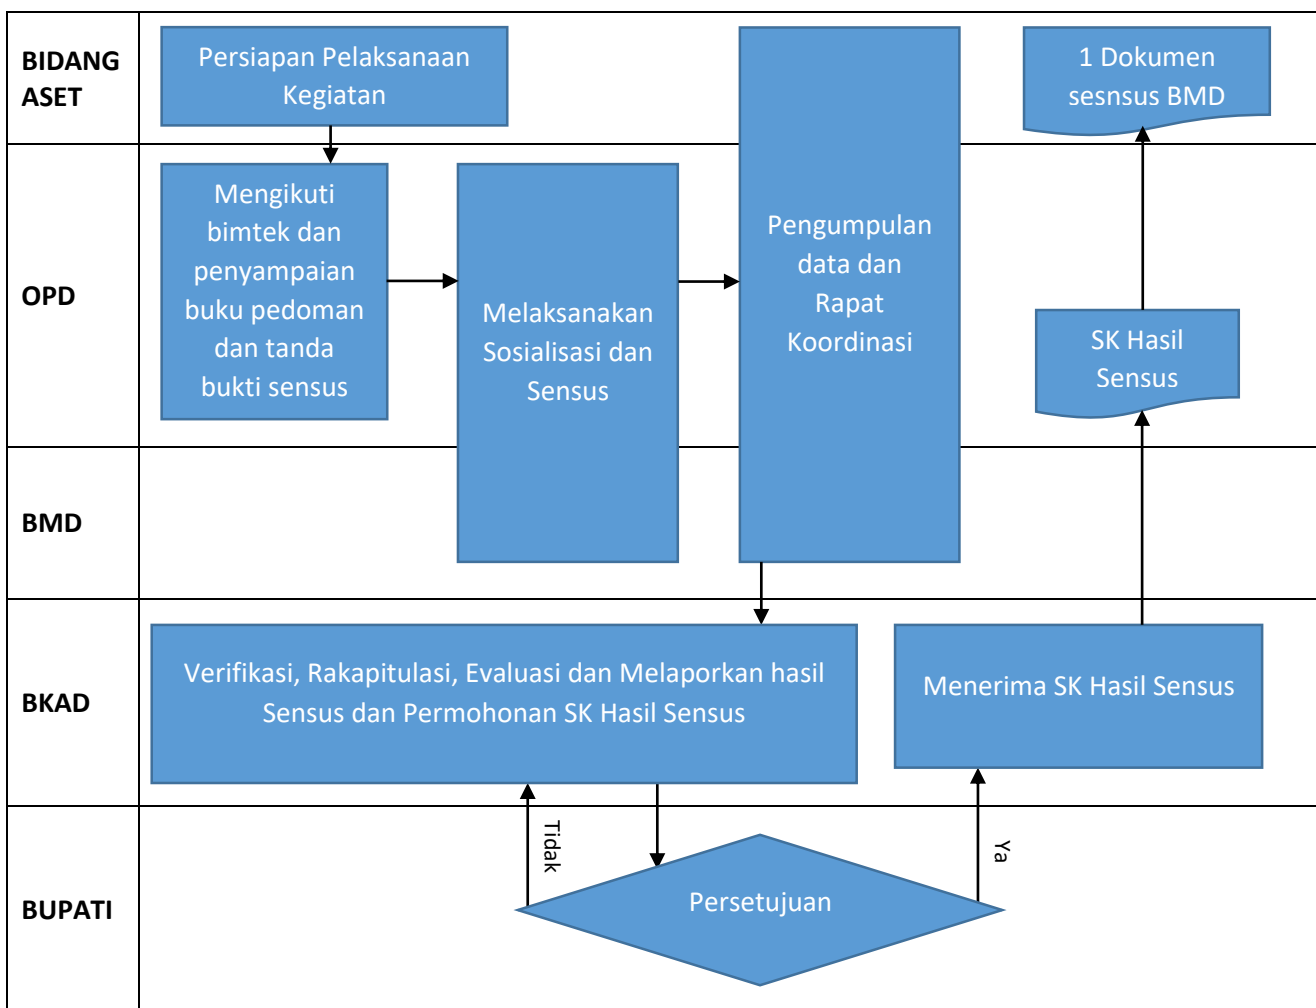 BIDANG
ASET
Persiapan Pelaksanaan
Kegiatan
1 Dokumen
sesnsus BMD
OPD
Mengikuti
bimtek dan
penyampaian
buku pedoman
dan tanda
bukti sensus
Melaksanakan
Sosialisasi dan
Sensus
Pengumpulan
data dan
Rapat
Koordinasi
SK Hasil
Sensus
BMD
BKAD
Verifikasi, Rakapitulasi, Evaluasi dan Melaporkan hasil
Sensus dan Permohonan SK Hasil Sensus
Menerima SK Hasil Sensus
BUPATI
Tidak
Persetujuan
Ya